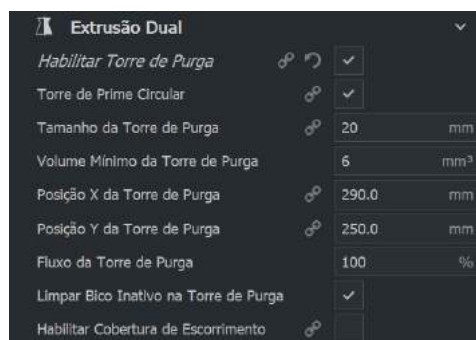 Extrusão Dual
Habilitar Torre de Purga
Torre de Prime Circular
Tamanho da Torre de Purga 20 mm
Volume Mínimo da Torre de Purga 6 mm³
Posição X da Torre de Purga 290.0 mm
Posição Y da Torre de Purga 250.0 mm
Fluxo da Torre de Purga 100 %
Limpar Bico Inativo na Torre de Purga
Habilitar Cobertura de Escorrimento